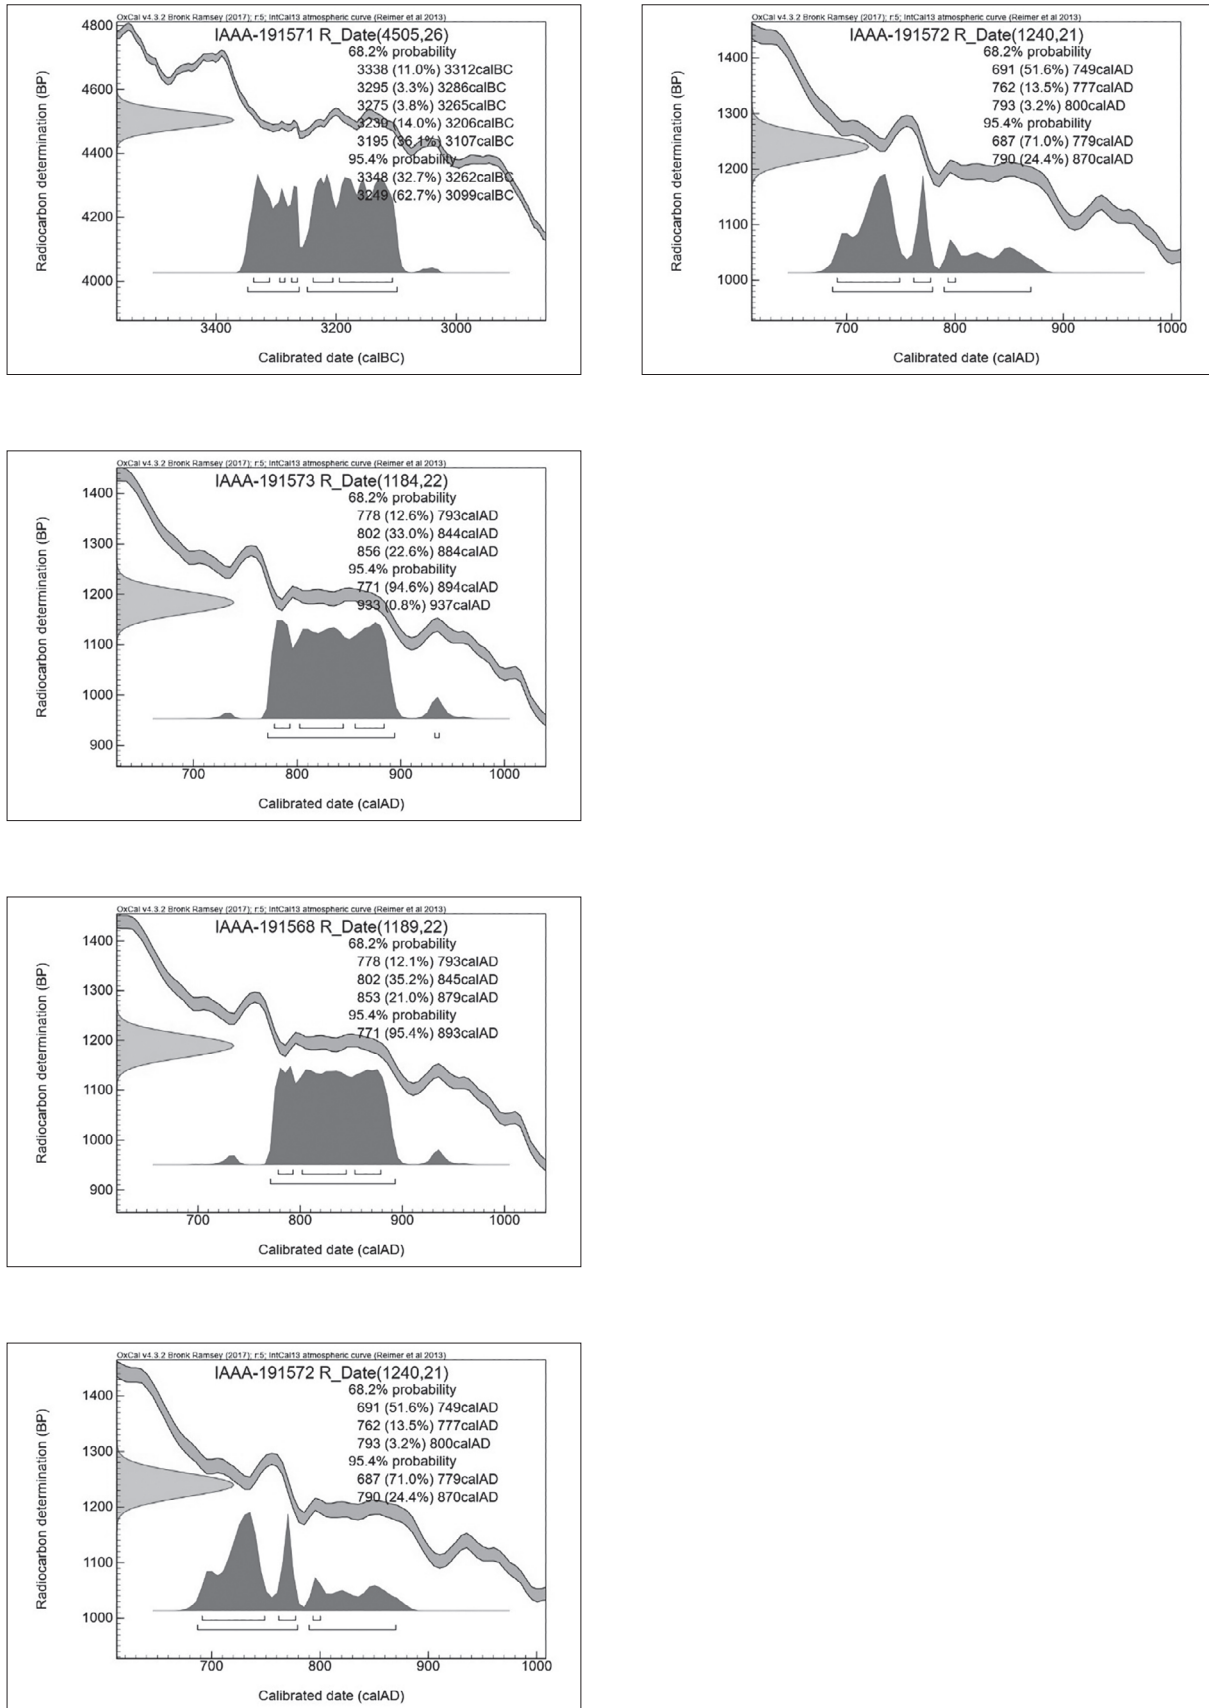 OxCal v4.3.2 Bronk Ramsey (2017); r:5; IntCal13 atmospheric curve (Reimer et al 2013)
IAAA-191571 R_Date(4505,26)
68.2% probability
3338 (11.0%) 3312calBC
3295 (3.3%) 3286calBC
3275 (3.8%) 3265calBC
3239 (14.0%) 3206calBC
3195 (36.1%) 3107calBC
95.4% probability
3348 (32.7%) 3262calBC
3249 (62.7%) 3099calBC
Radiocarbon determination (BP)
4800
4600
4400
4200
4000
3400 3200 3000
Calibrated date (calBC)
OxCal v4.3.2 Bronk Ramsey (2017); r:5; IntCal13 atmospheric curve (Reimer et al 2013)
IAAA-191572 R_Date(1240,21)
68.2% probability
691 (51.6%) 749calAD
762 (13.5%) 777calAD
793 (3.2%) 800calAD
95.4% probability
687 (71.0%) 779calAD
790 (24.4%) 870calAD
Radiocarbon determination (BP)
1400
1300
1200
1100
1000
700 800 900 1000
Calibrated date (calAD)
OxCal v4.3.2 Bronk Ramsey (2017); r:5; IntCal13 atmospheric curve (Reimer et al 2013)
IAAA-191573 R_Date(1184,22)
68.2% probability
778 (12.6%) 793calAD
802 (33.0%) 844calAD
856 (22.6%) 884calAD
95.4% probability
771 (94.6%) 894calAD
933 (0.8%) 937calAD
Radiocarbon determination (BP)
1400
1300
1200
1100
1000
900
700 800 900 1000
Calibrated date (calAD)
OxCal v4.3.2 Bronk Ramsey (2017); r:5; IntCal13 atmospheric curve (Reimer et al 2013)
IAAA-191568 R_Date(1189,22)
68.2% probability
778 (12.1%) 793calAD
802 (35.2%) 845calAD
853 (21.0%) 879calAD
95.4% probability
771 (95.4%) 893calAD
Radiocarbon determination (BP)
1400
1300
1200
1100
1000
900
700 800 900 1000
Calibrated date (calAD)
OxCal v4.3.2 Bronk Ramsey (2017); r:5; IntCal13 atmospheric curve (Reimer et al 2013)
IAAA-191572 R_Date(1240,21)
68.2% probability
691 (51.6%) 749calAD
762 (13.5%) 777calAD
793 (3.2%) 800calAD
95.4% probability
687 (71.0%) 779calAD
790 (24.4%) 870calAD
Radiocarbon determination (BP)
1400
1300
1200
1100
1000
700 800 900 1000
Calibrated date (calAD)